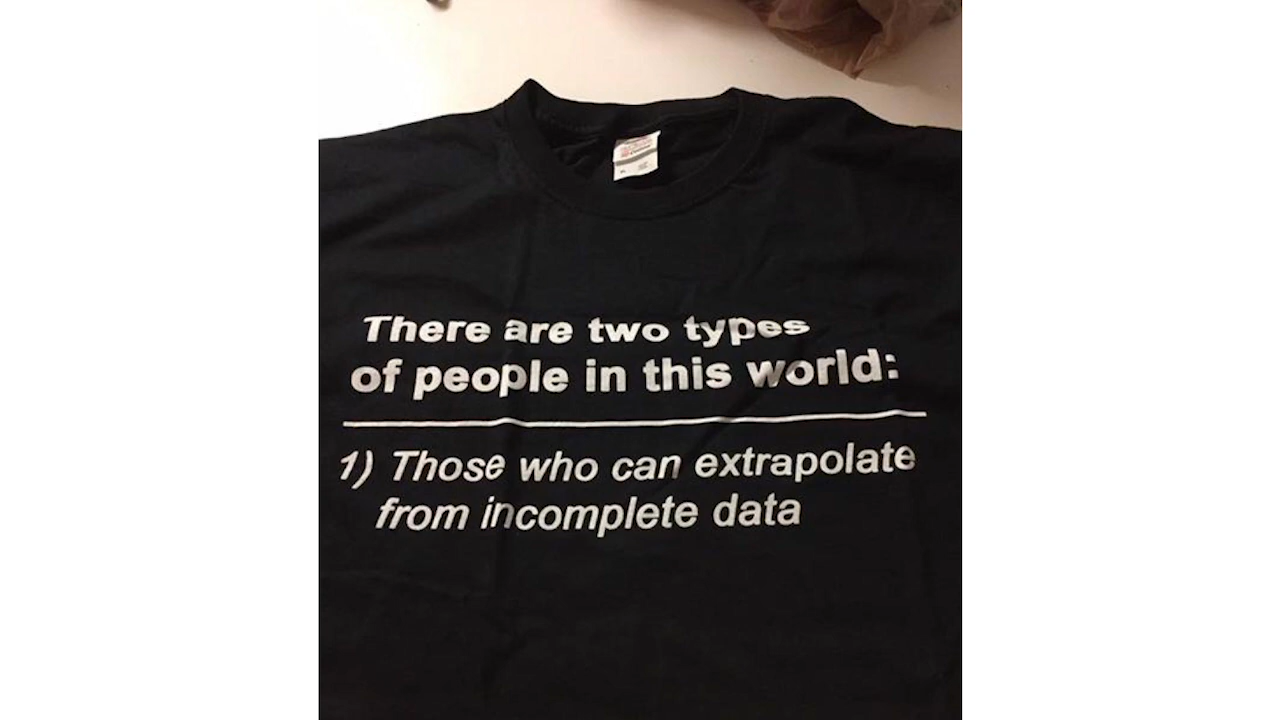 There are two types
of people in this world:
1) Those who can extrapolate
from incomplete data